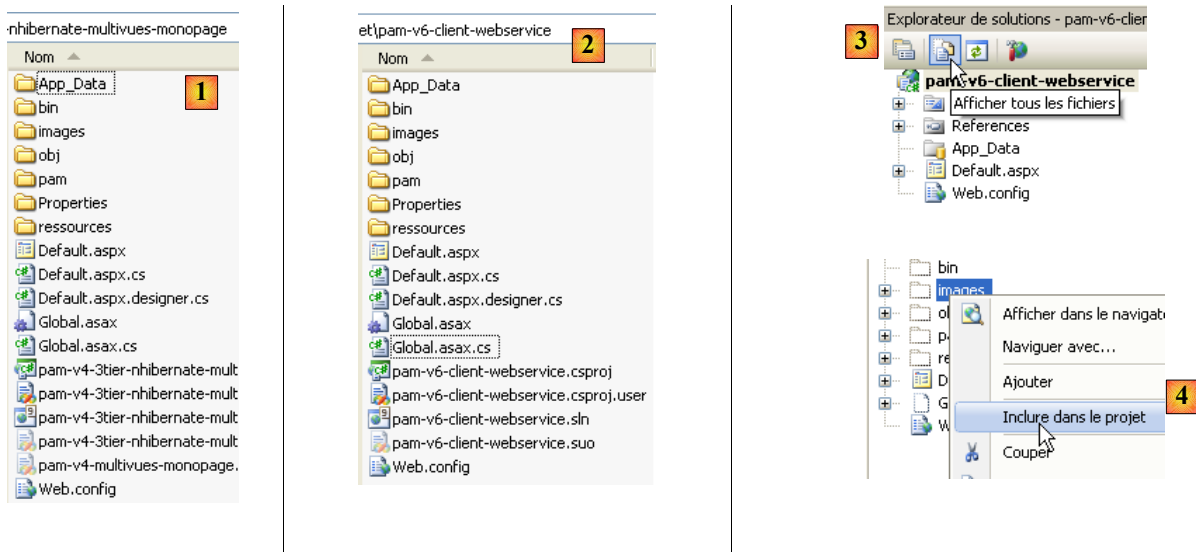 -nhibernate-multivues-monopage
Nom
1
App_Data
bin
images
obj
pam
Properties
ressources
Default.aspx
Default.aspx.cs
Default.aspx.designer.cs
Global.asax
Global.asax.cs
pam-v4-3tier-nhibernate-mult
pam-v4-3tier-nhibernate-mult
pam-v4-3tier-nhibernate-mult
pam-v4-3tier-nhibernate-mult
pam-v4-multivues-monopage.
Web.config
et\pam-v6-client-webservice
2
Nom
App_Data
bin
images
obj
pam
Properties
ressources
Default.aspx
Default.aspx.cs
Default.aspx.designer.cs
Global.asax
Global.asax.cs
pam-v6-client-webservice.csproj
pam-v6-client-webservice.csproj.user
pam-v6-client-webservice.sln
pam-v6-client-webservice.suo
Web.config
3
Explorateur de solutions - pam-v6-clier
pam-v6-client-webservice
Afficher tous les fichiers
References
App_Data
Default.aspx
Web.config
bin
images
Afficher dans le navigat
Naviguer avec...
Ajouter
4
Inclure dans le projet
Couper